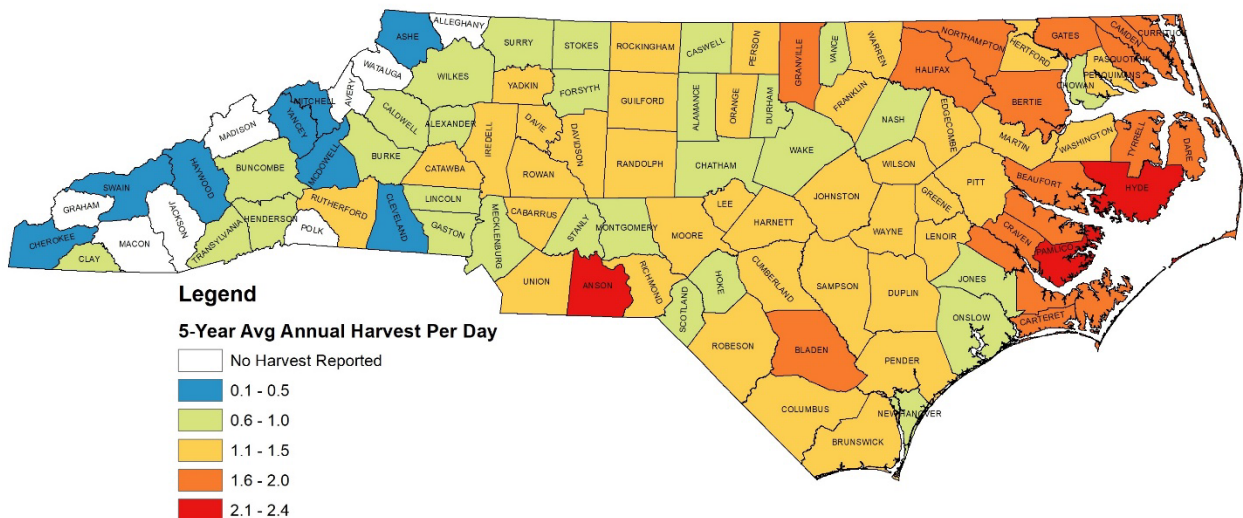 ALLEGHANY
ASHE
SURRY
STOKES
ROCKINGHAM
CASWELL
PERSON
GRANVILLE
VANCE
WARREN
NORTHAMPTON
HERTFORD
GATES
CAMDEN
CURRITUCK
PASQUOTANK
PERQUIMANS
CHOWAN
HALIFAX
BERTIE
WATAUGA
WILKES
YADKIN
FORSYTH
GUILFORD
ALAMANCE
ORANGE
DURHAM
FRANKLIN
NASH
EDGECOMBE
MARTIN
WASHINGTON
TYRRELL
DARE
MITCHELL
AVERY
YANCEY
MADISON
CALDWELL
ALEXANDER
IREDELL
DAVIE
DAVIDSON
RANDOLPH
CHATHAM
WAKE
WILSON
PITT
BEAUFORT
HYDE
HAYWOOD
BUNCOMBE
MCDOWELL
BURKE
CATAWBA
ROWAN
SWAIN
GRAHAM
JACKSON
HENDERSON
RUTHERFORD
CLEVELAND
LINCOLN
CABARRUS
STANLY
MONTGOMERY
MOORE
LEE
HARNETT
JOHNSTON
WAYNE
GREENE
LENOIR
CRAVEN
PAMLICO
CHEROKEE
CLAY
MACON
TRANSYLVANIA
POLK
GASTON
MECKLENBURG
UNION
ANSON
RICHMOND
SCOTLAND
HOKE
CUMBERLAND
SAMPSON
DUPLIN
JONES
ONSLOW
CARTERET
ROBESON
BLADEN
PENDER
COLUMBUS
NEW HANOVER
BRUNSWICK
Legend
5-Year Avg Annual Harvest Per Day
No Harvest Reported
0.1 - 0.5
0.6 - 1.0
1.1 - 1.5
1.6 - 2.0
2.1 - 2.4